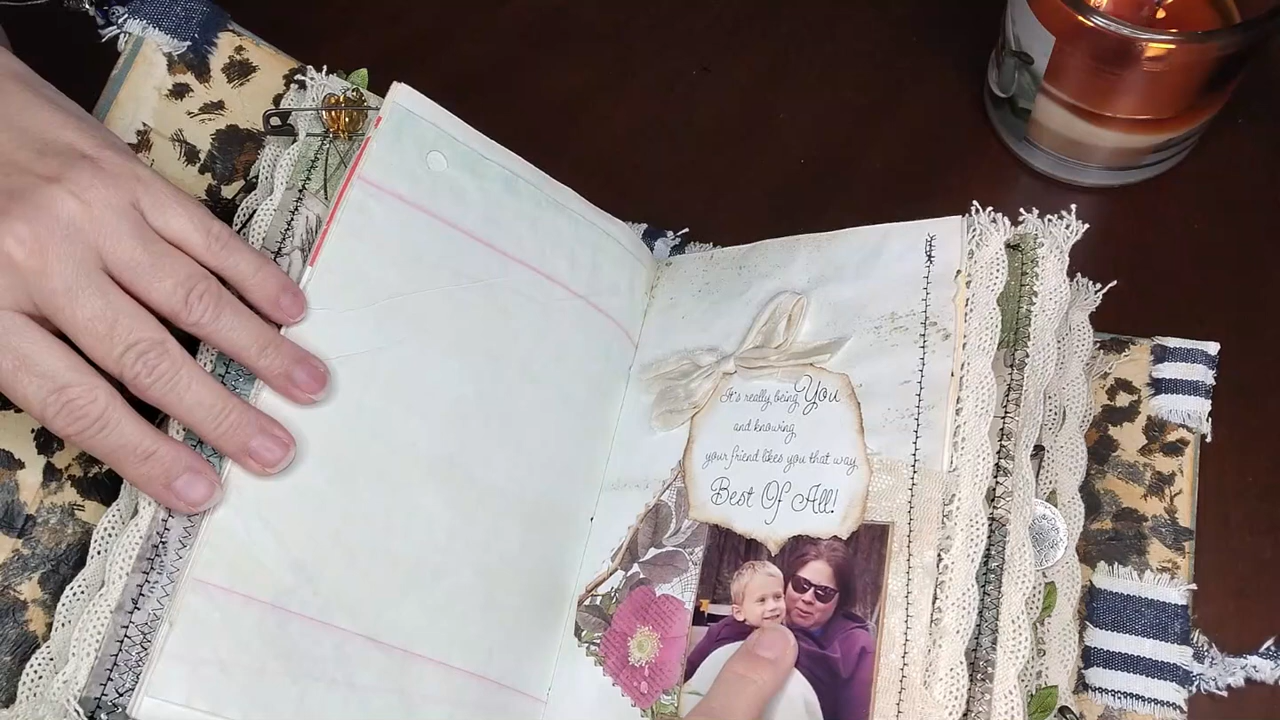 It's really being You
and knowing
your friend likes you that way
Best Of All!